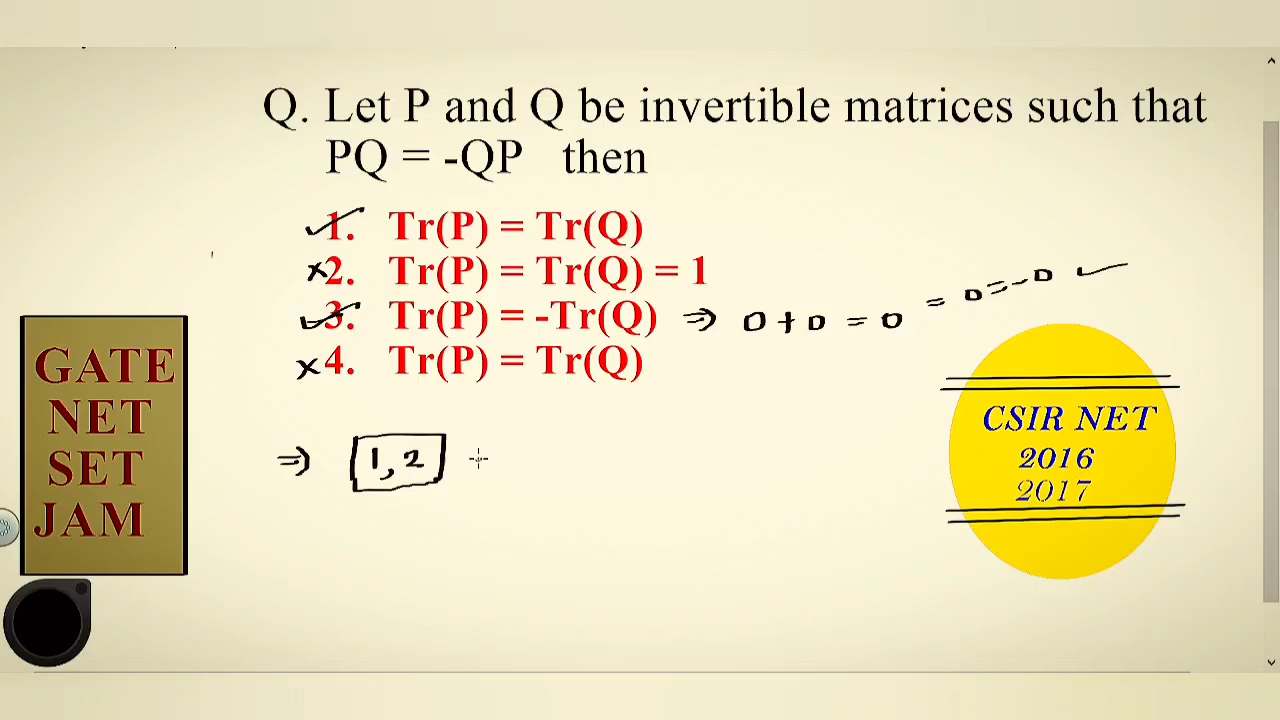 Q. Let P and Q be invertible matrices such that
PQ = -QP then
1. Tr(P) = Tr(Q)
2. Tr(P) = Tr(Q) = 1
3. Tr(P) = -Tr(Q) ⇒ 0 + 0 = 0 = 0 = -0 ✓
4. Tr(P) = Tr(Q)
⇒ 1, 2
GATE
NET
SET
JAM
CSIR NET
2016
2017